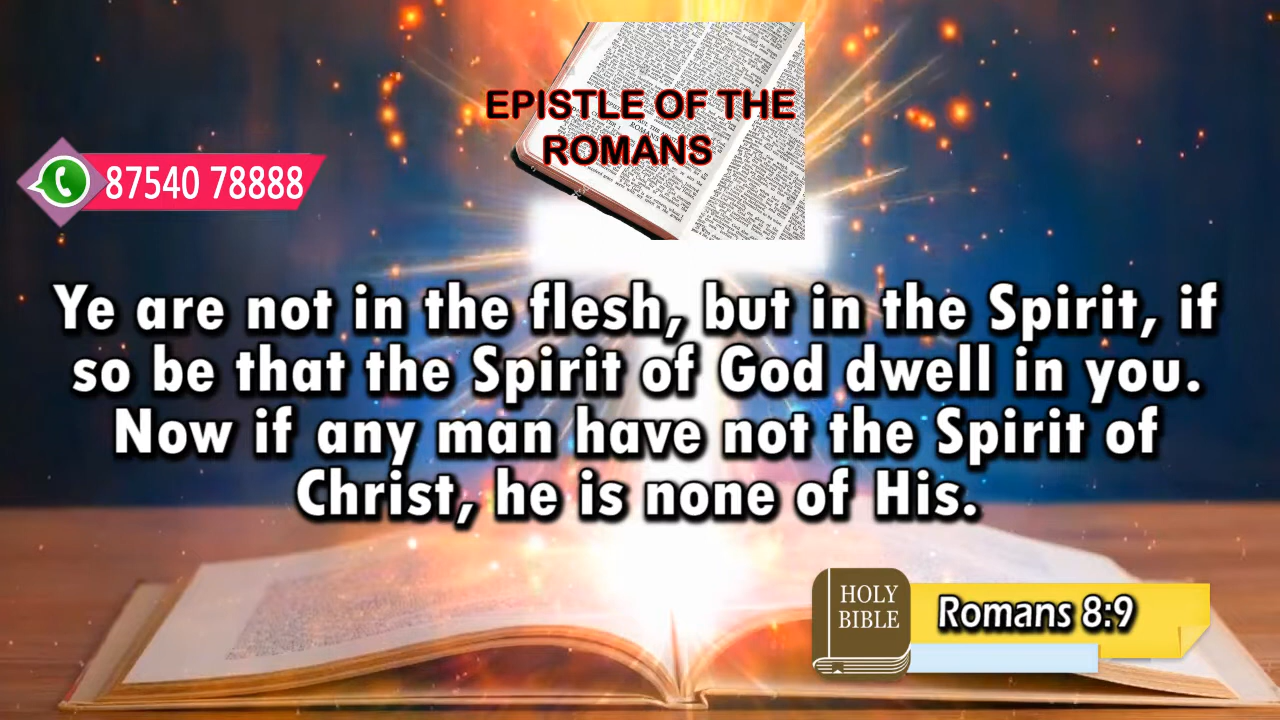 EPISTLE OF THE
ROMANS
87540 78888
Ye are not in the flesh, but in the Spirit, if
so be that the Spirit of God dwell in you.
Now if any man have not the Spirit of
Christ, he is none of His.
HOLY
BIBLE
Romans 8:9